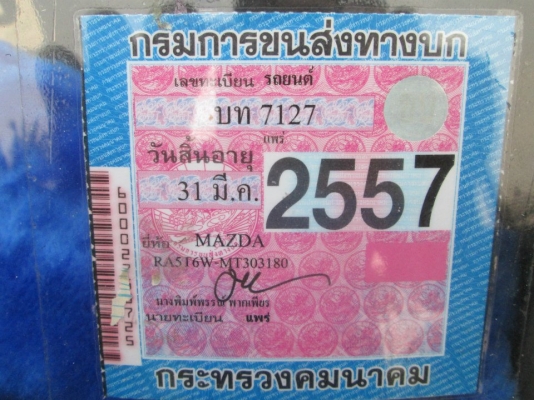 กรมการขนส่งทางบก
เลขทะเบียน รถยนต์
บท 7127
แพร่
วันสิ้นอายุ
31 มี.ค.
2557
ยี่ห้อ MAZDA
RA5T6W-MT303180
นายทะเบียน แพร่
กระทรวงคมนาคม